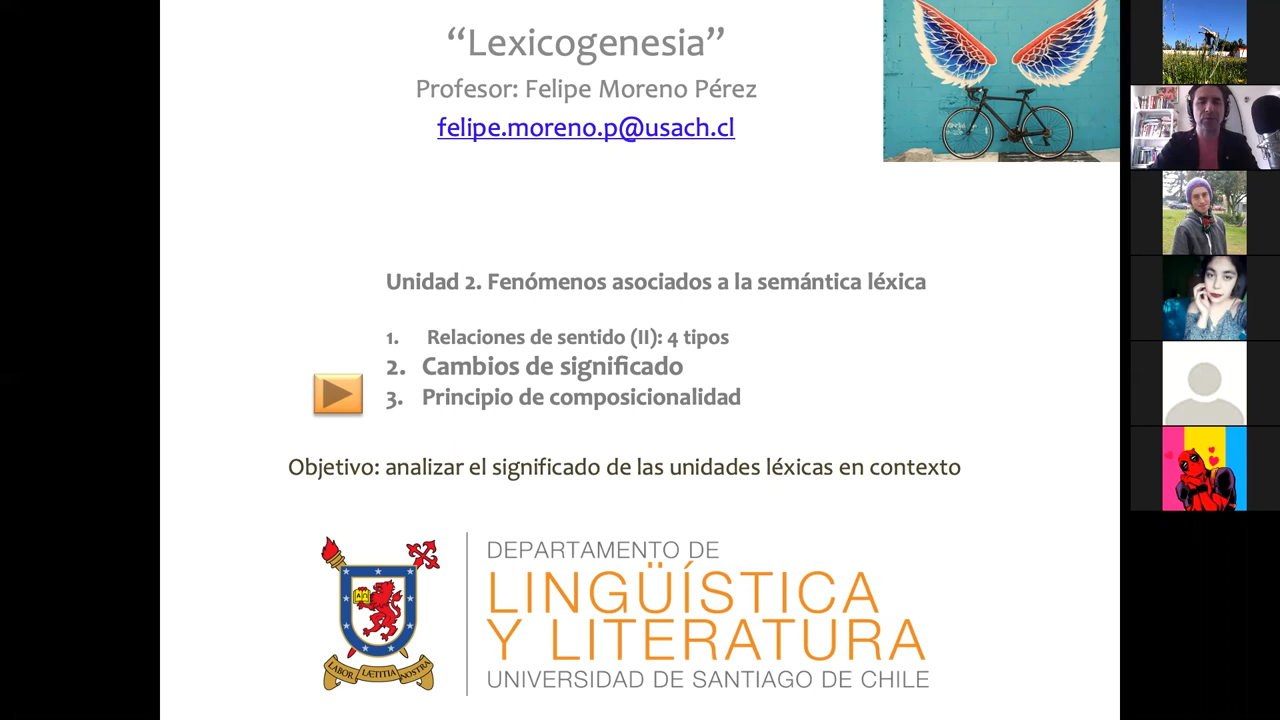 “Lexicogenesia”
Profesor: Felipe Moreno Pérez
felipe.moreno.p@usach.cl
Unidad 2. Fenómenos asociados a la semántica léxica
1. Relaciones de sentido (II): 4 tipos
2. Cambios de significado
3. Principio de composicionalidad
Objetivo: analizar el significado de las unidades léxicas en contexto
LABOR LÆTITIA NOSTRA
DEPARTAMENTO DE
LINGÜÍSTICA
Y LITERATURA
UNIVERSIDAD DE SANTIAGO DE CHILE